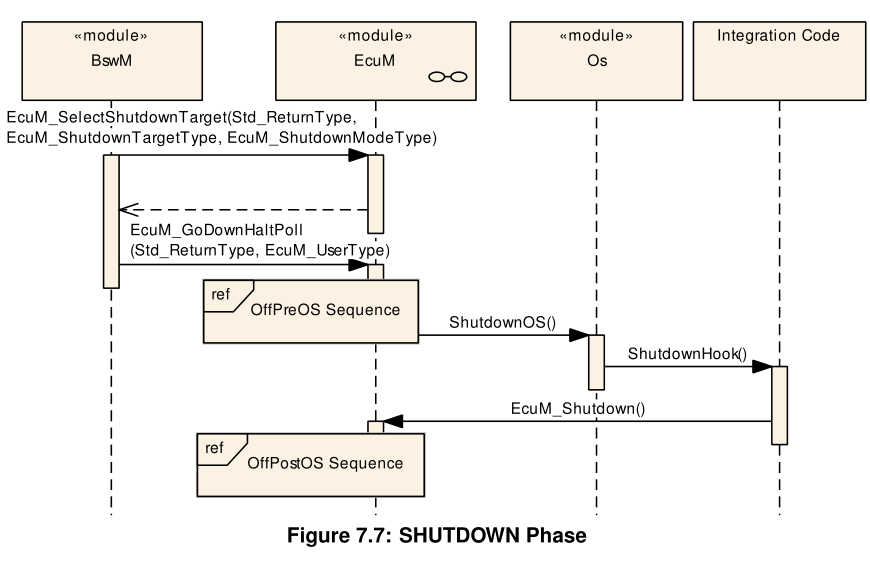 «module»
BswM
«module»
EcuM
«module»
Os
Integration Code
EcuM_SelectShutdownTarget(Std_ReturnType,
EcuM_ShutdownTargetType, EcuM_ShutdownModeType)
EcuM_GoDownHaltPoll
(Std_ReturnType, EcuM_UserType)
ref
OffPreOS Sequence
ShutdownOS()
ShutdownHook()
EcuM_Shutdown()
ref
OffPostOS Sequence
Figure 7.7: SHUTDOWN Phase